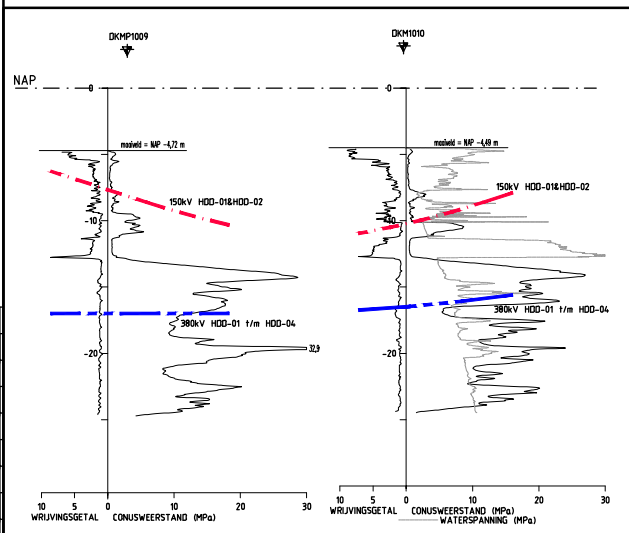 DKMP1009
DKM1010
NAP
0
0
maaiveld = NAP -4,72 m
maaiveld = NAP -4,49 m
150kV HDD-01&HDD-02
150kV HDD-01&HDD-02
-10
-10
380kV HDD-01 t/m HDD-04
380kV HDD-01 t/m HDD-04
-20
32,9
-20
10 5 0 10 20 30
10 5 0 10 20 30
WRIJVINGSGETAL CONUSWEERSTAND (MPa)
WRIJVINGSGETAL CONUSWEERSTAND (MPa)
WATERSPANNING (MPa)